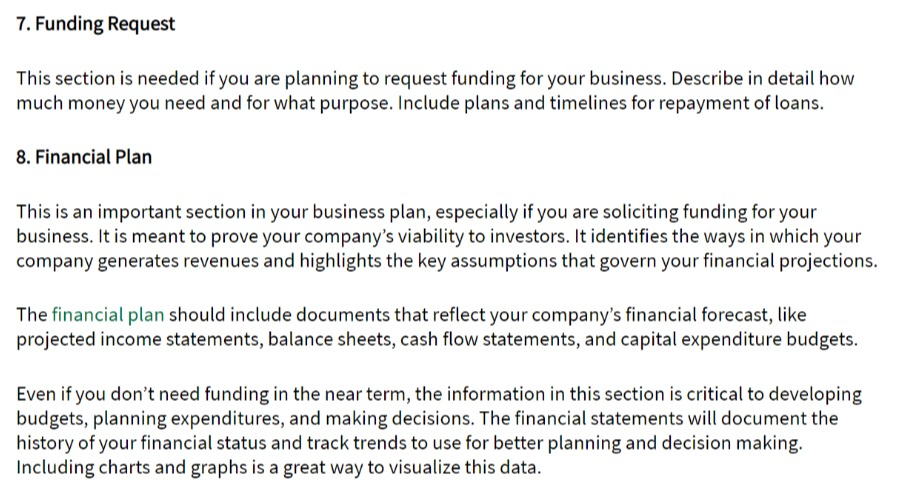 7. Funding Request
This section is needed if you are planning to request funding for your business. Describe in detail how
much money you need and for what purpose. Include plans and timelines for repayment of loans.
8. Financial Plan
This is an important section in your business plan, especially if you are soliciting funding for your
business. It is meant to prove your company’s viability to investors. It identifies the ways in which your
company generates revenues and highlights the key assumptions that govern your financial projections.
The financial plan should include documents that reflect your company’s financial forecast, like
projected income statements, balance sheets, cash flow statements, and capital expenditure budgets.
Even if you don’t need funding in the near term, the information in this section is critical to developing
budgets, planning expenditures, and making decisions. The financial statements will document the
history of your financial status and track trends to use for better planning and decision making.
Including charts and graphs is a great way to visualize this data.